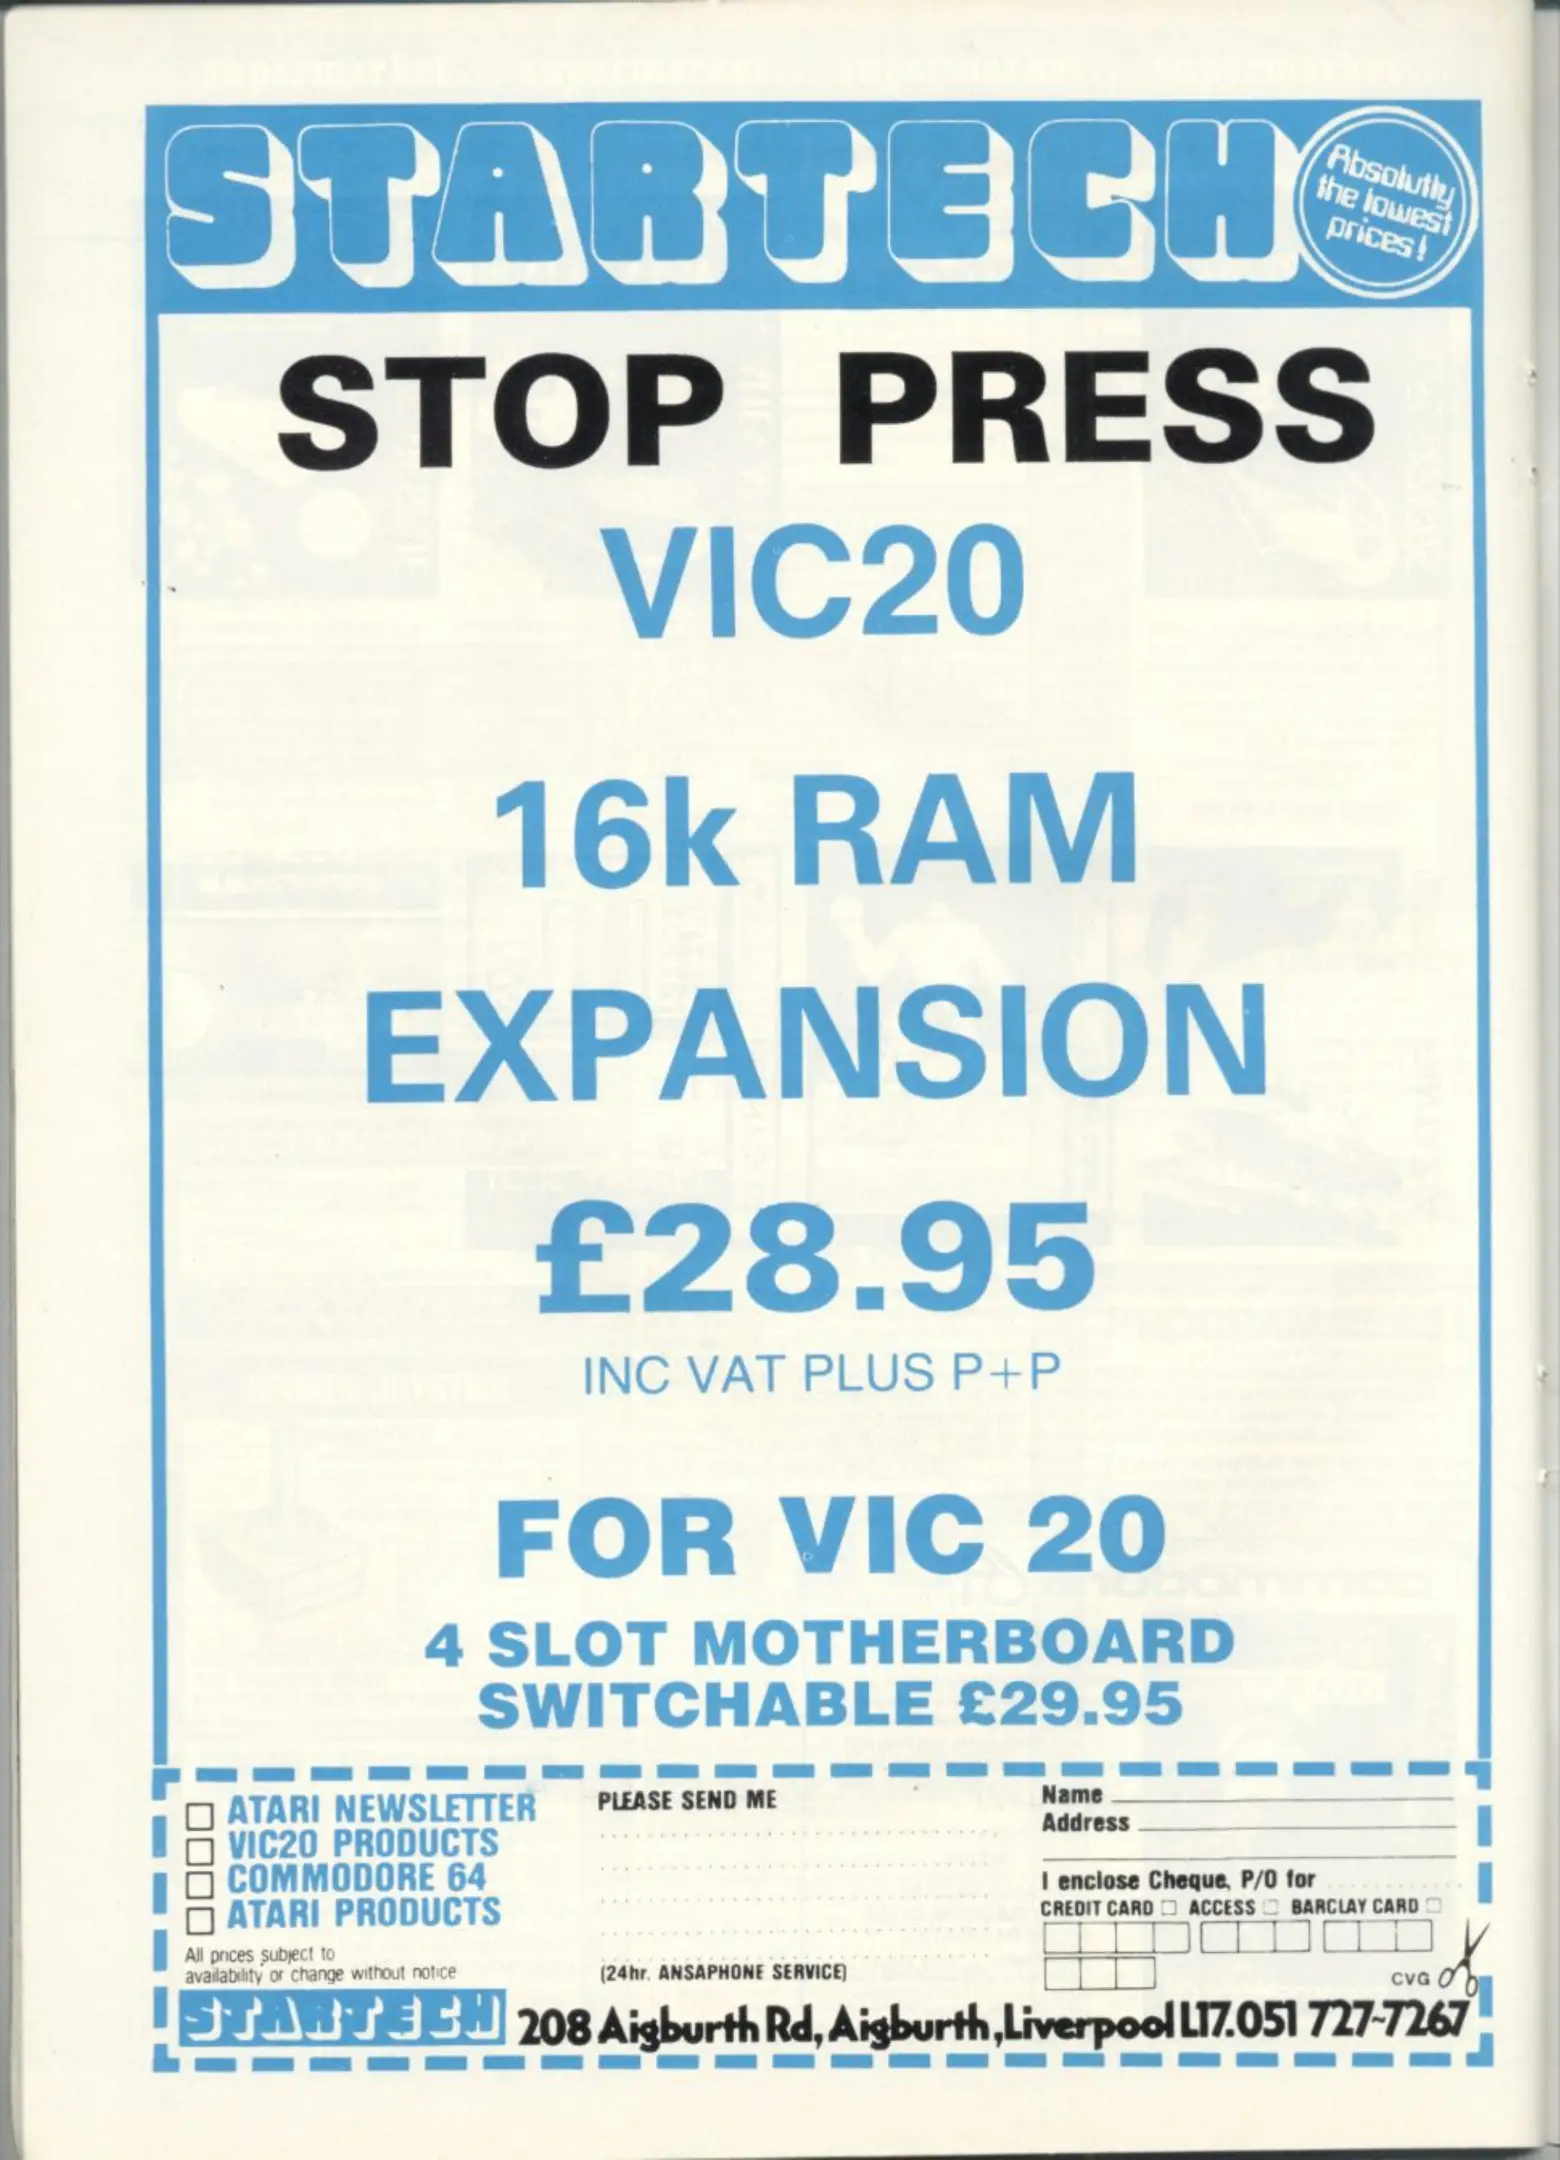 STARTECH
Absolutly
the lowest
prices!
STOP PRESS
VIC20
16k RAM
EXPANSION
£28.95
INC VAT PLUS P+P
FOR VIC 20
4 SLOT MOTHERBOARD
SWITCHABLE £29.95
ATARI NEWSLETTER
VIC20 PRODUCTS
COMMODORE 64
ATARI PRODUCTS
All prices subject to
availability or change without notice
PLEASE SEND ME
(24hr. ANSAPHONE SERVICE)
Name
Address
I enclose Cheque, P/O for
CREDIT CARD ACCESS BARCLAY CARD
CVG
STARTECH 208 Aigburth Rd, Aigburth, Liverpool L17. 051 727-7267